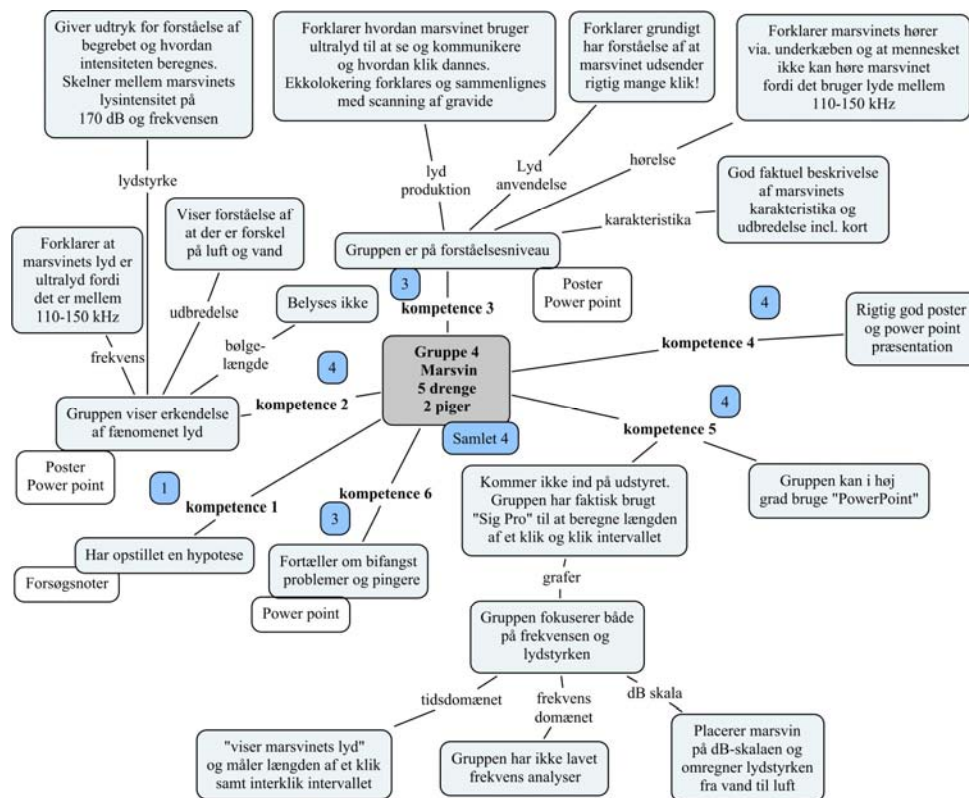 Giver udtryk for forståelse af
begrebet og hvordan
intensiteten beregnes.
Skelner mellem marsvinets
lysintensitet på
170 dB og frekvensen
Forklarer hvordan marsvinet bruger
ultralyd til at se og kommunikere
og hvordan klik dannes.
Ekkolokering forklares og sammenlignes
med scanning af gravide
Forklarer grundigt
har forståelse af at
marsvinet udsender
rigtig mange klik!
Forklarer marsvinets hører
via. underkæben og at mennesket
ikke kan høre marsvinet
fordi det bruger lyde mellem
110-150 kHz
lydstyrke
lyd
produktion
Lyd
anvendelse
hørelse
karakteristika
God faktuel beskrivelse
af marsvinets
karakteristika og
udbredelse incl. kort
Viser forståelse af
at der er forskel
på luft og vand
Forklarer at
marsvinets lyd er
ultralyd fordi
det er mellem
110-150 kHz
Gruppen er på forståelsesniveau
Poster
Power point
3
kompetence 3
udbredelse
Belyses ikke
bølge-
længde
frekvens
Gruppe 4
Marsvin
5 drenge
2 piger
Samlet 4
4
kompetence 4
Rigtig god poster
og power point
præsentation
4
kompetence 2
Gruppen viser erkendelse
af fænomenet lyd
Poster
Power point
4
kompetence 5
1
kompetence 1
Har opstillet en hypotese
Forsøgsnoter
kompetence 6
3
Fortæller om bifangst
problemer og pingere
Power point
Kommer ikke ind på udstyret.
Gruppen har faktisk brugt
"Sig Pro" til at beregne længden
af et klik og klik intervallet
Gruppen kan i høj
grad bruge "PowerPoint"
grafer
Gruppen fokuserer både
på frekvensen og
lydstyrken
tidsdomænet
frekvens
domænet
dB skala
"viser marsvinets lyd"
og måler længden af et klik
samt interklik intervallet
Gruppen har ikke lavet
frekvens analyser
Placerer marsvin
på dB-skalaen og
omregner lydstyrken
fra vand til luft